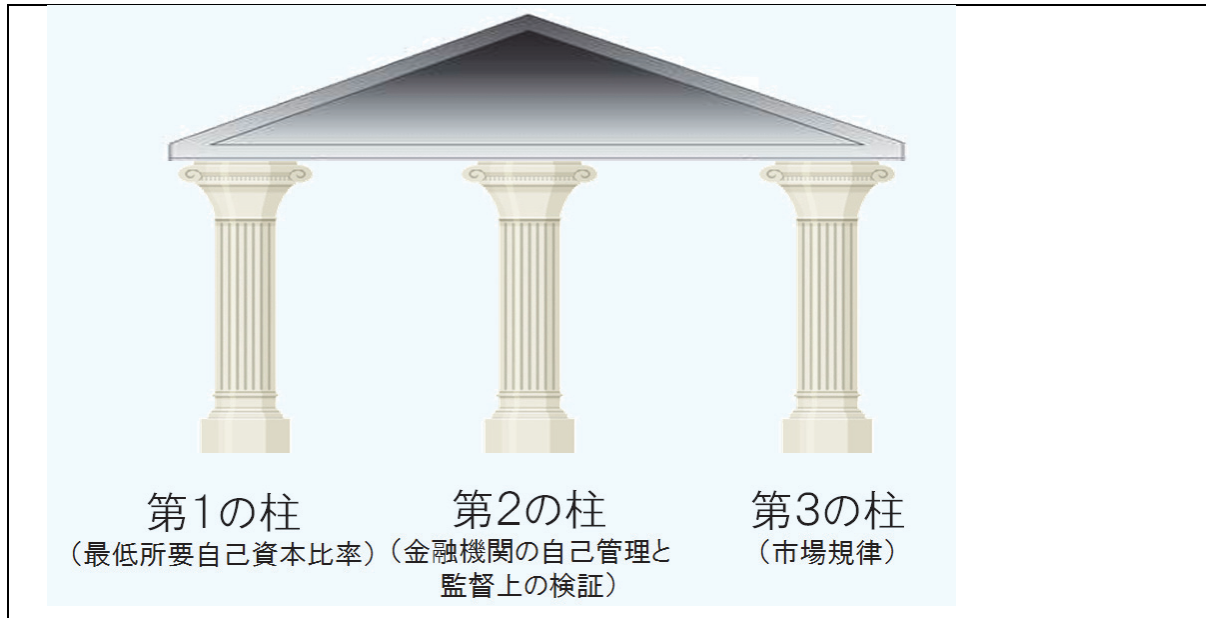 第1の柱
（最低所要自己資本比率）
第2の柱
（金融機関の自己管理と
監督上の検証）
第3の柱
（市場規律）